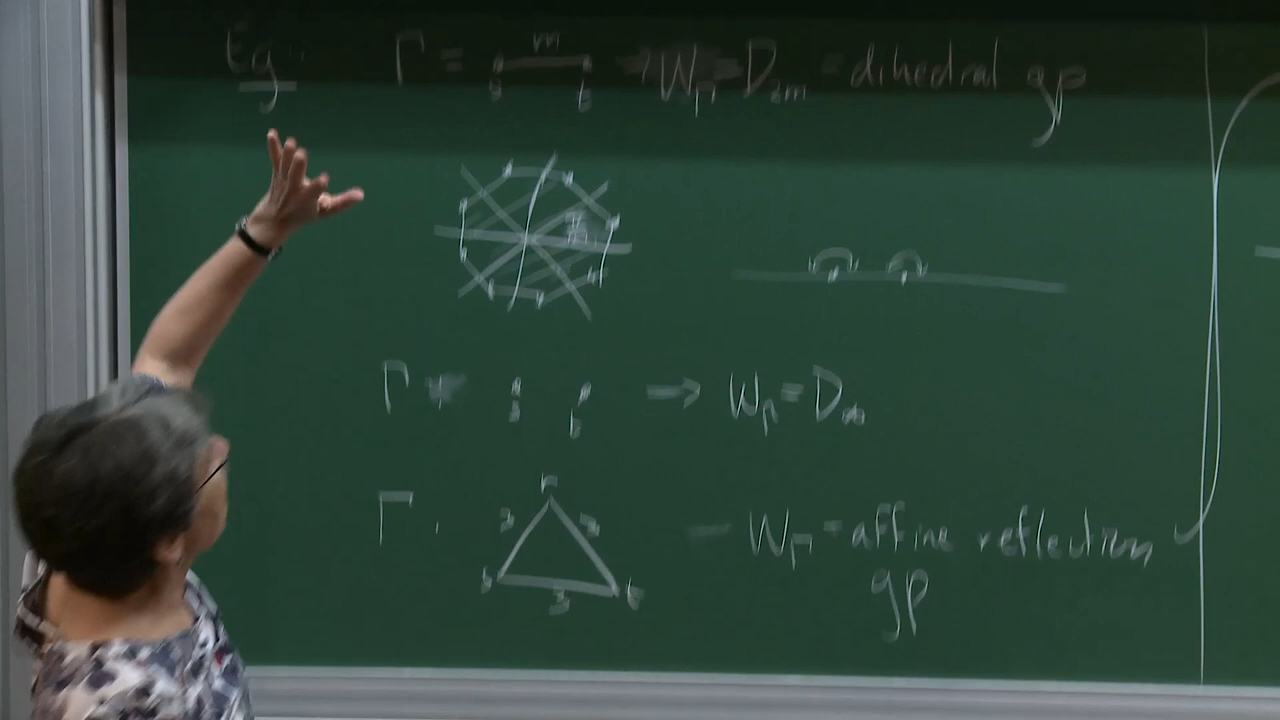 Eg. Γ = s m t → W_Γ = D_2m = dihedral gp
Γ s t → W_Γ = D_∞
Γ r 3 3 s 3 t W_Γ = affine reflection
gp